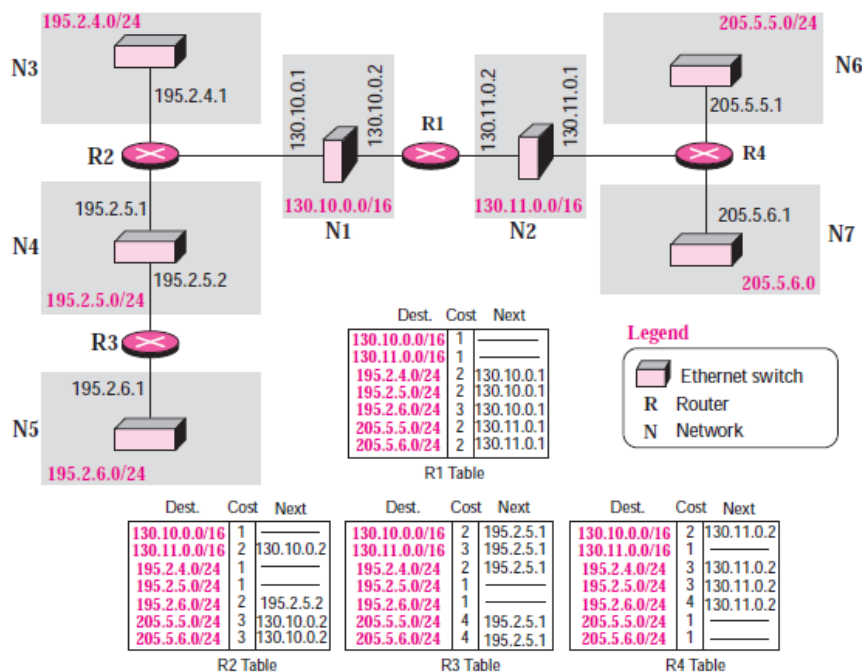 195.2.4.0/24
N3
195.2.4.1
R2
195.2.5.1
N4
195.2.5.2
195.2.5.0/24
R3
195.2.6.1
N5
195.2.6.0/24
130.10.0.1
130.10.0.2
130.10.0.0/16
N1
R1
130.11.0.2
130.11.0.1
130.11.0.0/16
N2
205.5.5.0/24
N6
205.5.5.1
R4
205.5.6.1
N7
205.5.6.0
Legend
Ethernet switch
R Router
N Network
Dest. Cost Next
130.10.0.0/16 1 ———
130.11.0.0/16 1 ———
195.2.4.0/24 2 130.10.0.1
195.2.5.0/24 2 130.10.0.1
195.2.6.0/24 3 130.10.0.1
205.5.5.0/24 2 130.11.0.1
205.5.6.0/24 2 130.11.0.1
R1 Table
Dest. Cost Next
130.10.0.0/16 1 ———
130.11.0.0/16 2 130.10.0.2
195.2.4.0/24 1 ———
195.2.5.0/24 1 ———
195.2.6.0/24 2 195.2.5.2
205.5.5.0/24 3 130.10.0.2
205.5.6.0/24 3 130.10.0.2
R2 Table
Dest. Cost Next
130.10.0.0/16 2 195.2.5.1
130.11.0.0/16 3 195.2.5.1
195.2.4.0/24 2 195.2.5.1
195.2.5.0/24 1 ———
195.2.6.0/24 1 ———
205.5.5.0/24 4 195.2.5.1
205.5.6.0/24 4 195.2.5.1
R3 Table
Dest. Cost Next
130.10.0.0/16 2 130.11.0.2
130.11.0.0/16 1 ———
195.2.4.0/24 3 130.11.0.2
195.2.5.0/24 3 130.11.0.2
195.2.6.0/24 4 130.11.0.2
205.5.5.0/24 1 ———
205.5.6.0/24 1 ———
R4 Table